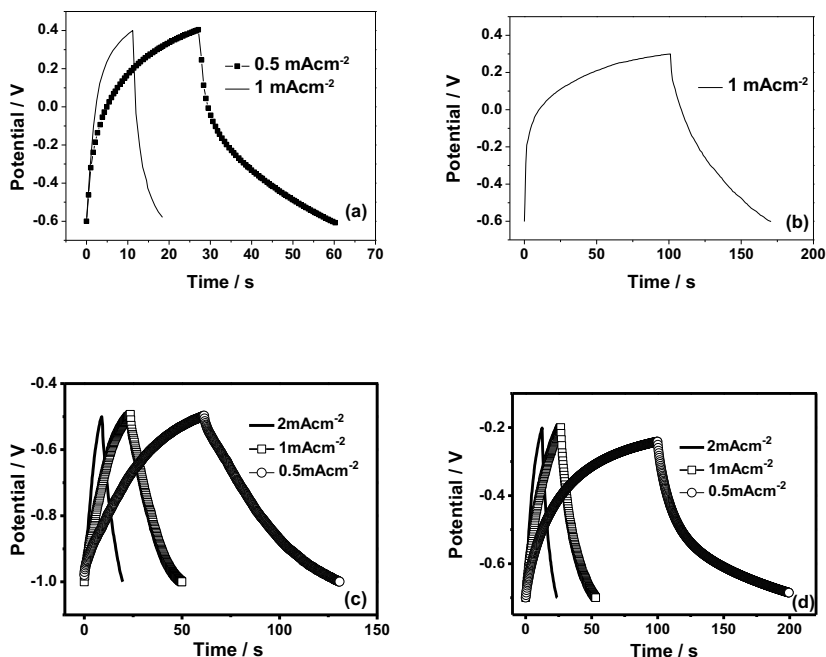 0.8
0.4
0.0
-0.4
-0.6
Potential / V
0.5 mAcm-2
1 mAcm-2
(a)
0 10 20 30 40 50 60 70
Time / s
0.6
0.4
0.2
0.0
-0.2
-0.4
-0.6
Potential / V
1 mAcm-2
(b)
0 50 100 150 200
Time / s
-0.4
-0.6
-0.8
-1.0
Potential / V
2mAcm-2
1mAcm-2
0.5mAcm-2
(c)
0 50 100 150
Time / s
-0.2
-0.4
-0.6
Potential / V
2mAcm-2
1mAcm-2
0.5mAcm-2
(d)
0 50 100 150 200
Time / s